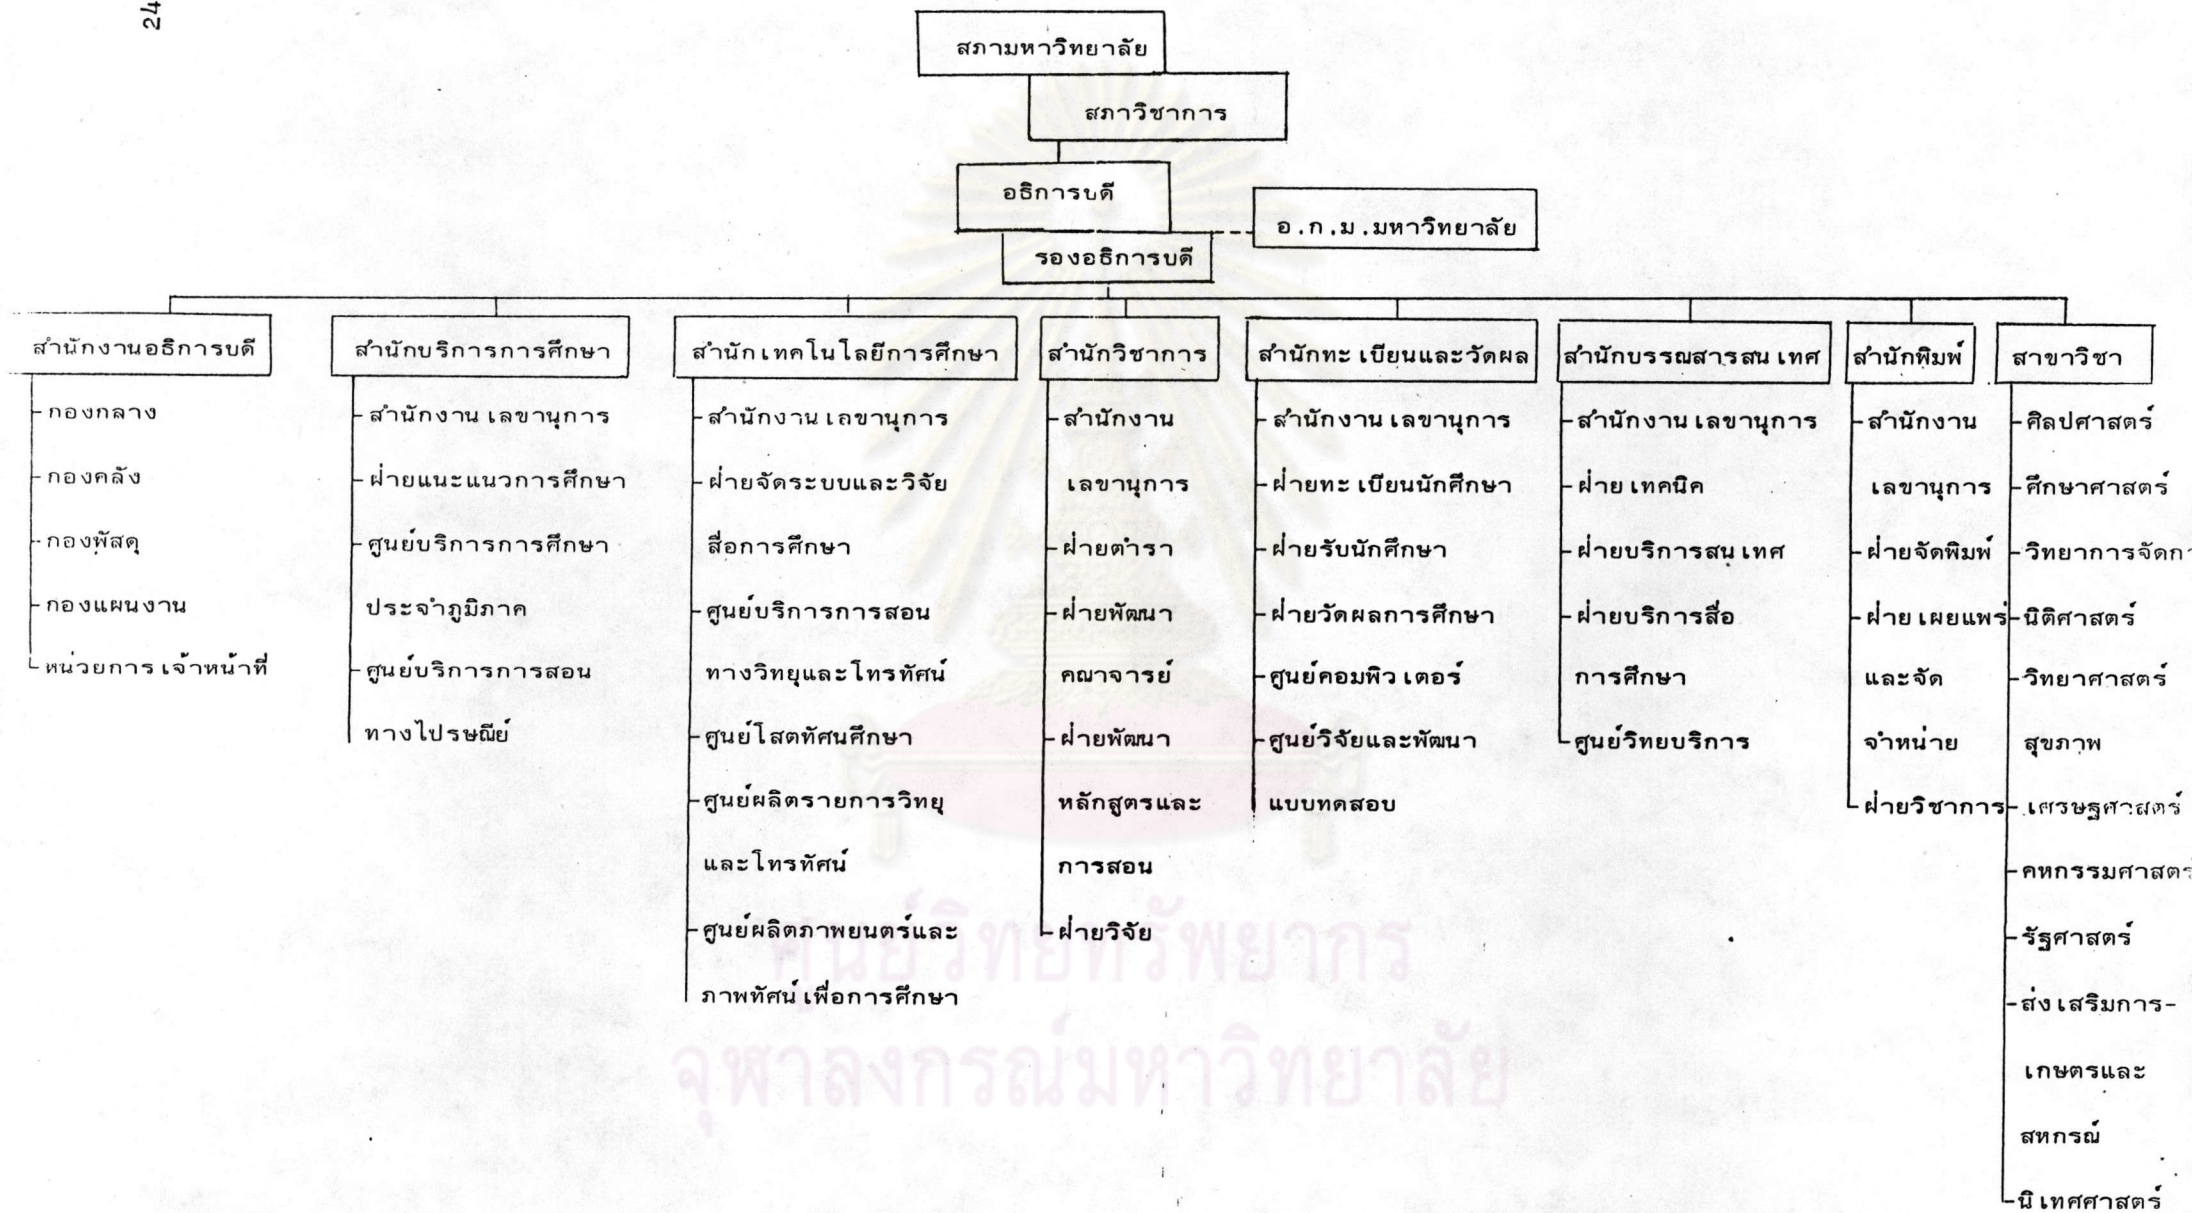 24
สภามหาวิทยาลัย
สภาวิชาการ
อธิการบดี
อ.ก.ม.มหาวิทยาลัย
รองอธิการบดี
สำนักงานอธิการบดี
กองกลาง
กองคลัง
กองพัสดุ
กองแผนงาน
หน่วยการเจ้าหน้าที่
สำนักบริการการศึกษา
สำนักงานเลขานุการ
ฝ่ายแนะแนวการศึกษา
ศูนย์บริการการศึกษา
ประจำภูมิภาค
ศูนย์บริการการสอน
ทางไปรษณีย์
สำนักเทคโนโลยีการศึกษา
สำนักงานเลขานุการ
ฝ่ายจัดระบบและวิจัย
สื่อการศึกษา
ศูนย์บริการการสอน
ทางวิทยุและโทรทัศน์
ศูนย์โสตทัศนศึกษา
ศูนย์ผลิตรายการวิทยุ
และโทรทัศน์
ศูนย์ผลิตภาพยนตร์และ
ภาพทัศน์เพื่อการศึกษา
สำนักวิชาการ
สำนักงาน
เลขานุการ
ฝ่ายตำรา
ฝ่ายพัฒนา
คณาจารย์
ฝ่ายพัฒนา
หลักสูตรและ
การสอน
ฝ่ายวิจัย
สำนักทะเบียนและวัดผล
สำนักงานเลขานุการ
ฝ่ายทะเบียนนักศึกษา
ฝ่ายรับนักศึกษา
ฝ่ายวัดผลการศึกษา
ศูนย์คอมพิวเตอร์
ศูนย์วิจัยและพัฒนา
แบบทดสอบ
สำนักบรรณสารสนเทศ
สำนักงานเลขานุการ
ฝ่ายเทคนิค
ฝ่ายบริการสนเทศ
ฝ่ายบริการสื่อ
การศึกษา
ศูนย์วิทยบริการ
สำนักพิมพ์
สำนักงาน
เลขานุการ
ฝ่ายจัดพิมพ์
ฝ่ายเผยแพร่
และจัด
จำหน่าย
ฝ่ายวิชาการ
สาขาวิชา
ศิลปศาสตร์
ศึกษาศาสตร์
วิทยาการจัดกา
นิติศาสตร์
วิทยาศาสตร์
สุขภาพ
เศรษฐศาสตร์
คหกรรมศาสตร์
รัฐศาสตร์
ส่งเสริมการ-
เกษตรและ
สหกรณ์
นิเทศศาสตร์
ศูนย์วิทยทรัพยากร
จุฬาลงกรณ์มหาวิทยาลัย